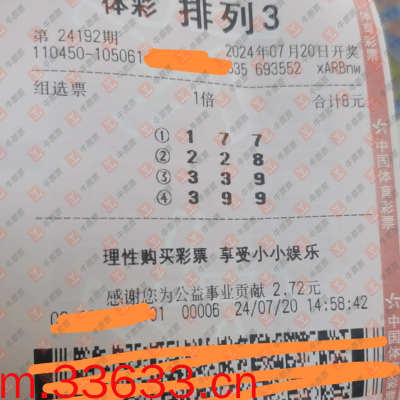 体彩 排列3
第 24192期 2024年07月20日开奖
110450-105061 035 693552 xARBnw
组选票 1倍 合计8元
① 1 7 7
② 2 2 8
③ 3 3 9
④ 3 9 9
理性购买彩票 享受小小娱乐
感谢您为公益事业贡献 2.72元
01 00006 24/07/20 14:58:42
m.33633.cn
中国体育彩票